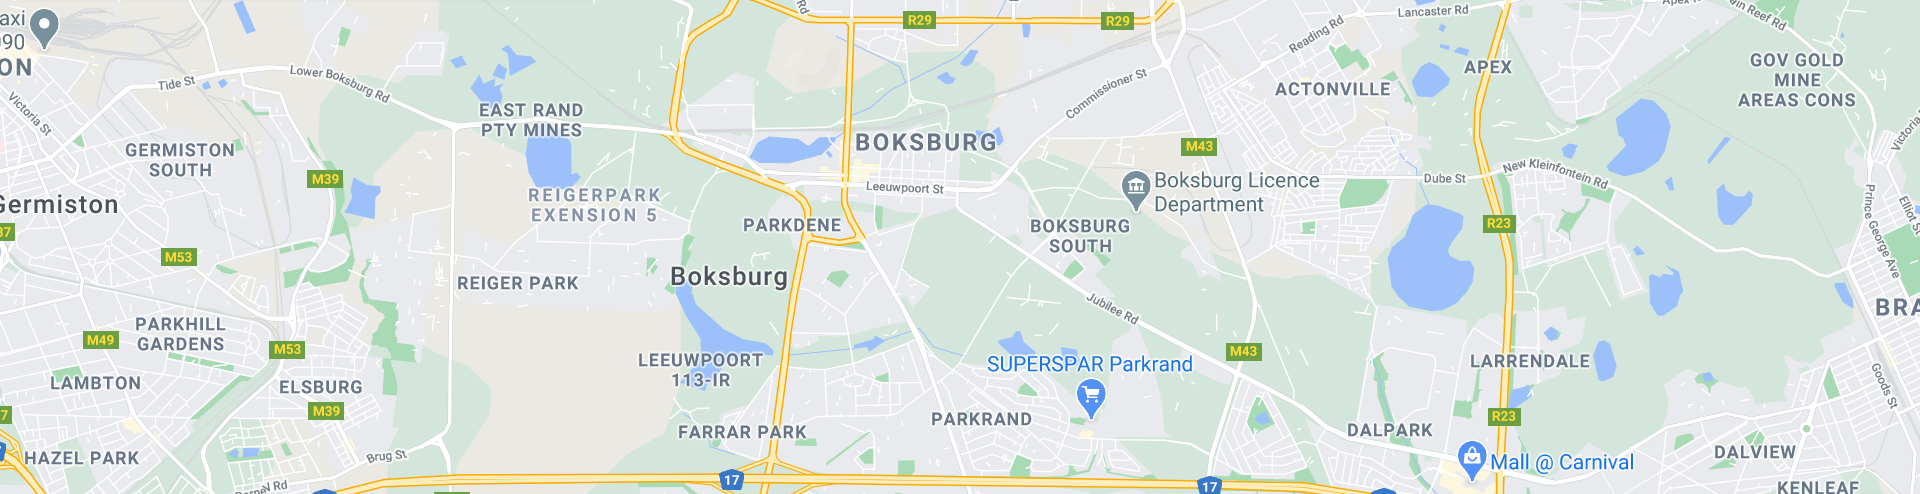 axi
090
ON
Victoria St
Tide St
Lower Boksburg Rd
EAST RAND
PTY MINES
Rd
R29
R29
Reading Rd
Lancaster Rd
Apex R
win Reef Rd
APEX
GOV GOLD
MINE
AREAS CONS
ACTONVILLE
Commissioner St
BOKSBURG
GERMISTON
SOUTH
M39
M43
Victoria
Germiston
REIGERPARK
EXENSION 5
Leeuwpoort St
Boksburg Licence
Department
Dube St
New Kleinfontein Rd
Prince George Ave
Elliot St
37
M53
PARKDENE
BOKSBURG
SOUTH
R23
REIGER PARK
Boksburg
Jubilee Rd
BRA
PARKHILL
GARDENS
M49
M53
LEEUWPOORT
113-IR
SUPERSPAR Parkrand
M43
LARRENDALE
LAMBTON
ELSBURG
Goods St
7
M39
PARKRAND
R23
FARRAR PARK
DALPARK
HAZEL PARK
Brug St
Mall @ Carnival
DALVIEW
17
17
Rd
KENLEAF